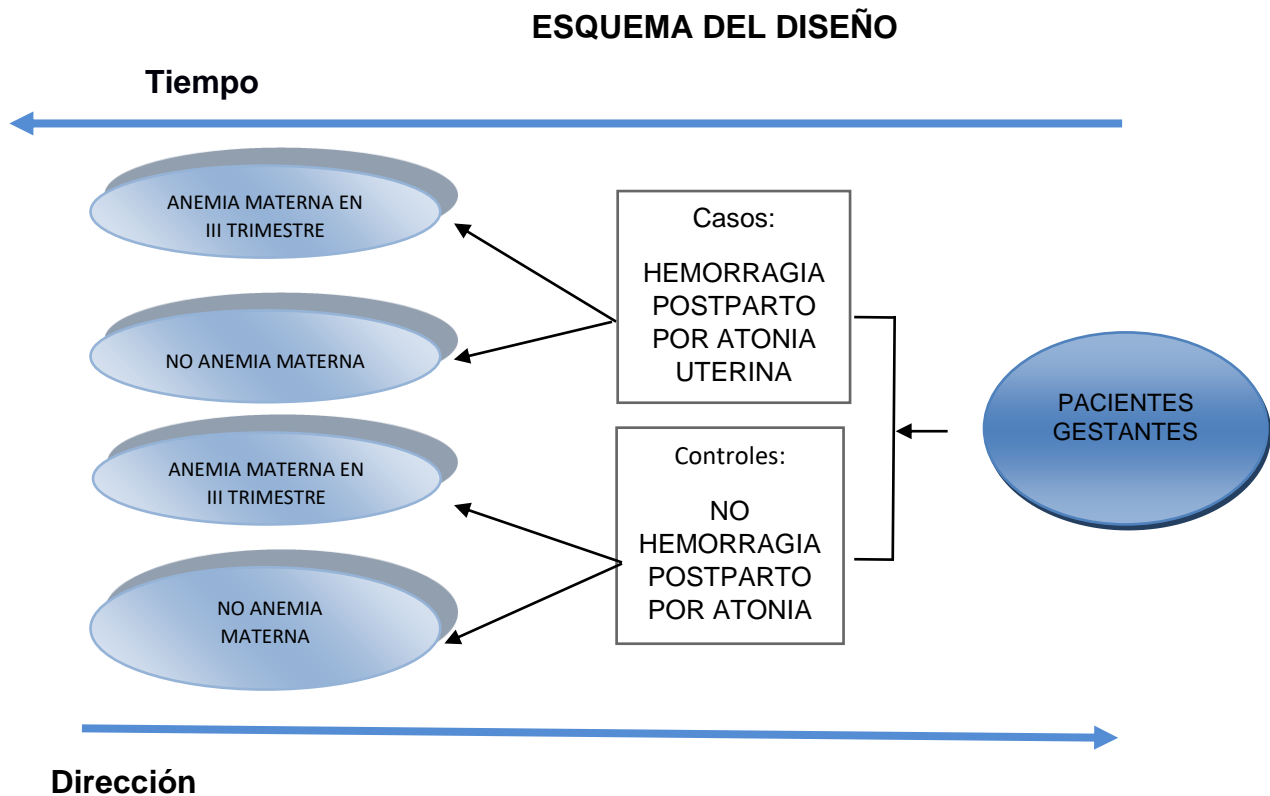 ESQUEMA DEL DISEÑO
Tiempo
ANEMIA MATERNA EN
III TRIMESTRE
NO ANEMIA MATERNA
ANEMIA MATERNA EN
III TRIMESTRE
NO ANEMIA
MATERNA
Casos:
HEMORRAGIA
POSTPARTO
POR ATONIA
UTERINA
Controles:
NO
HEMORRAGIA
POSTPARTO
POR ATONIA
PACIENTES
GESTANTES
Dirección